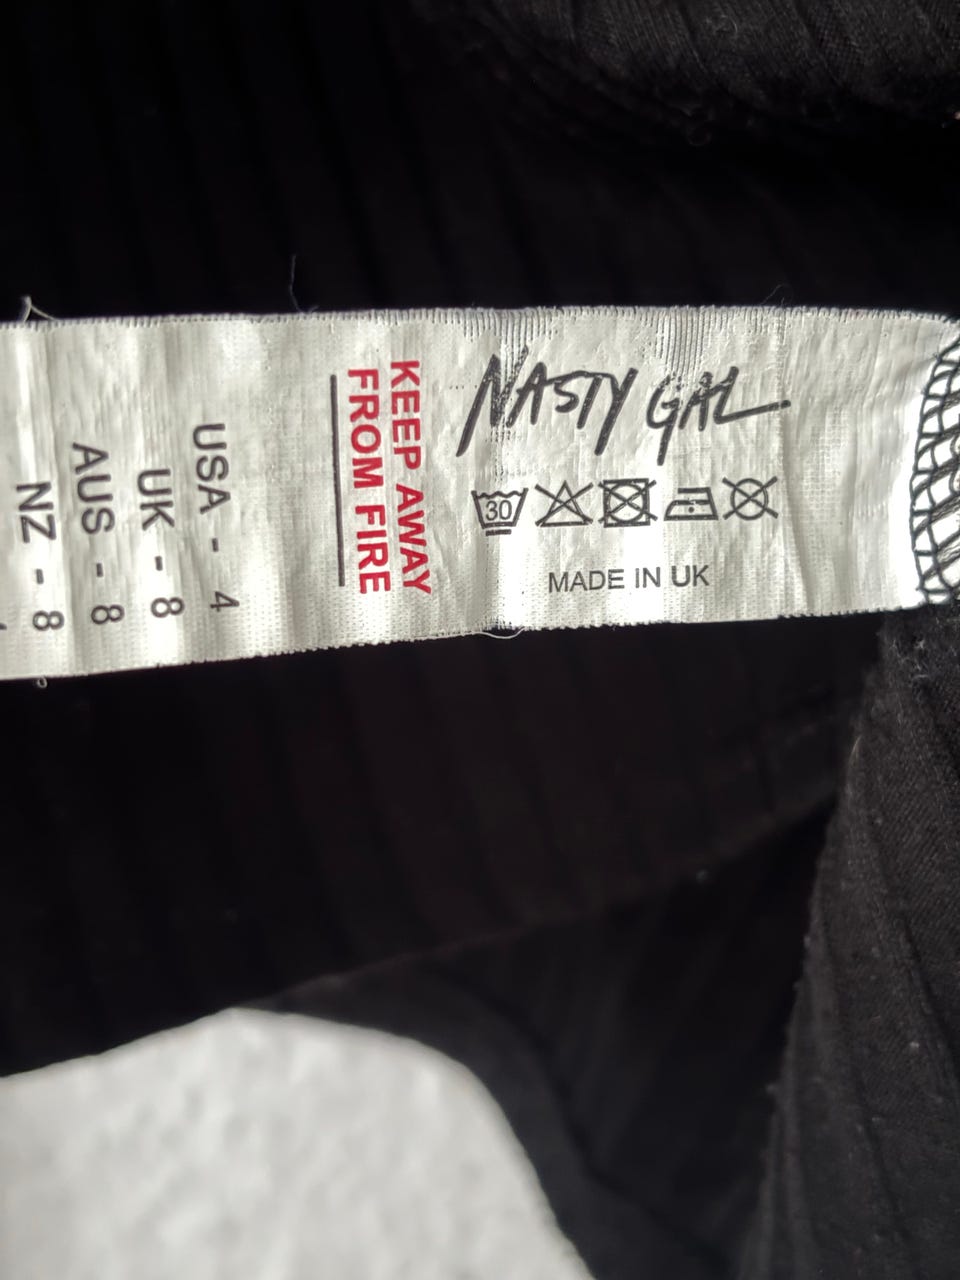 NASTY GAL
30
MADE IN UK
KEEP AWAY
FROM FIRE
USA - 4
UK - 8
AUS - 8
NZ - 8